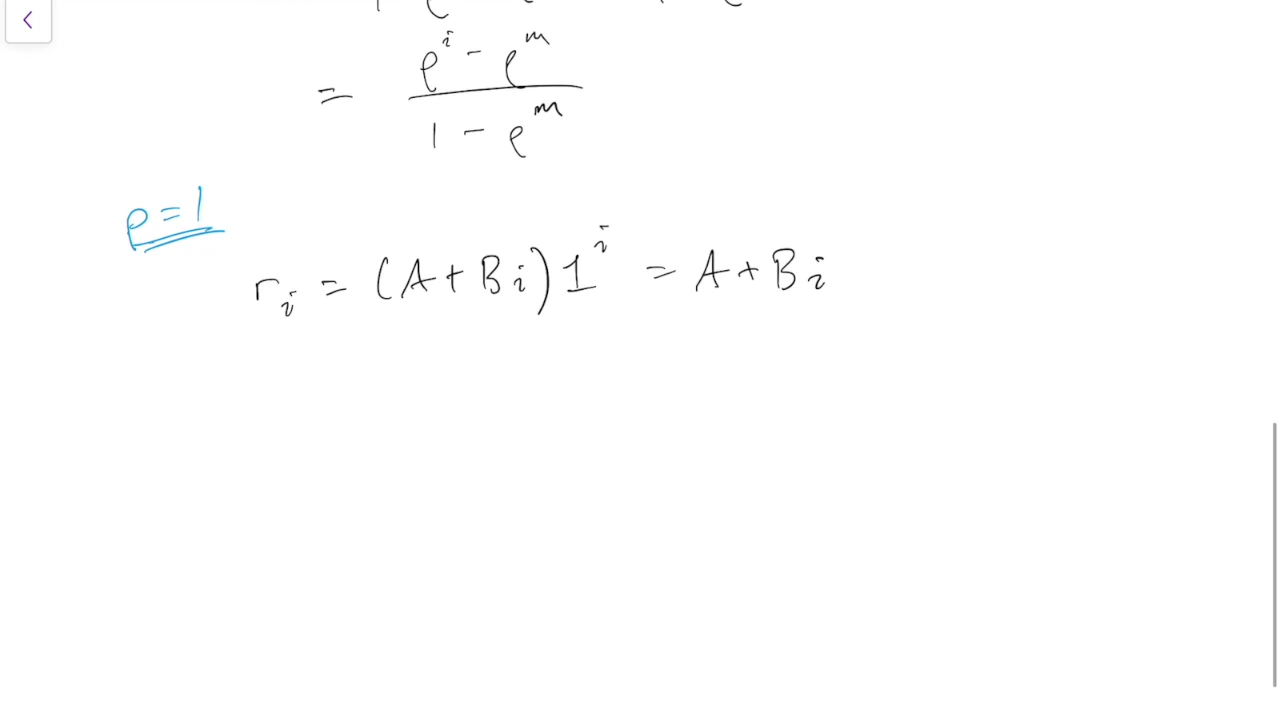 = (ρ^i - ρ^m) / (1 - ρ^m)
ρ = 1
r_i = (A + Bi) 1^i = A + Bi